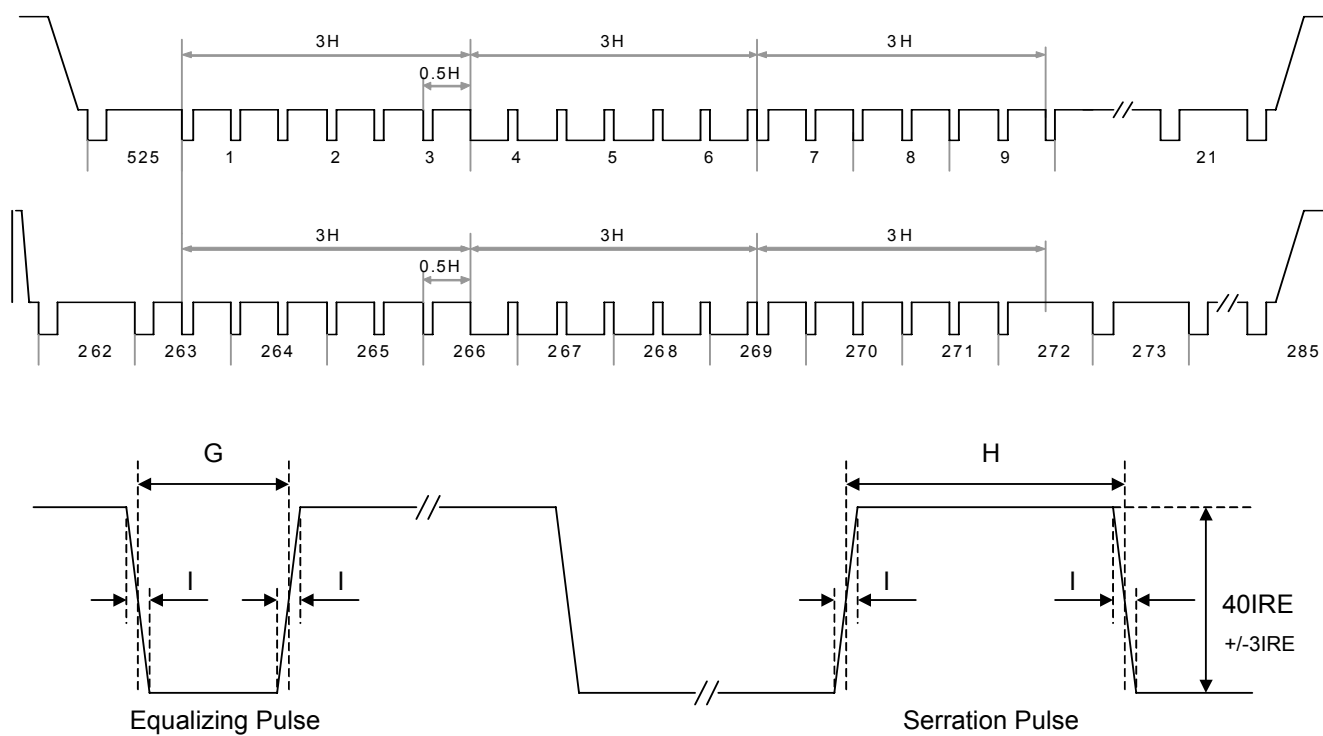 3H 3H 3H
0.5H
525 1 2 3 4 5 6 7 8 9 21
3H 3H 3H
0.5H
262 263 264 265 266 267 268 269 270 271 272 273 285
G H
I I I I
40IRE
+/-3IRE
Equalizing Pulse Serration Pulse